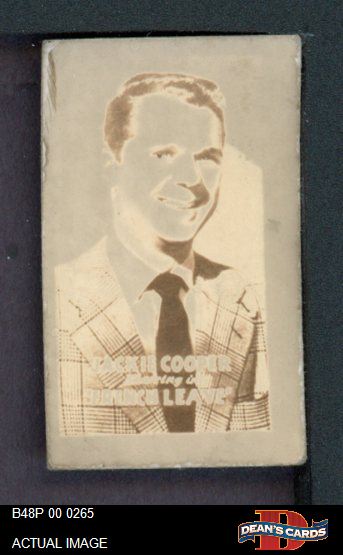 JACKIE COOPER
Starring in
"FRENCH LEAVE"
B48P 00 0265
ACTUAL IMAGE
D
DEAN'S CARDS